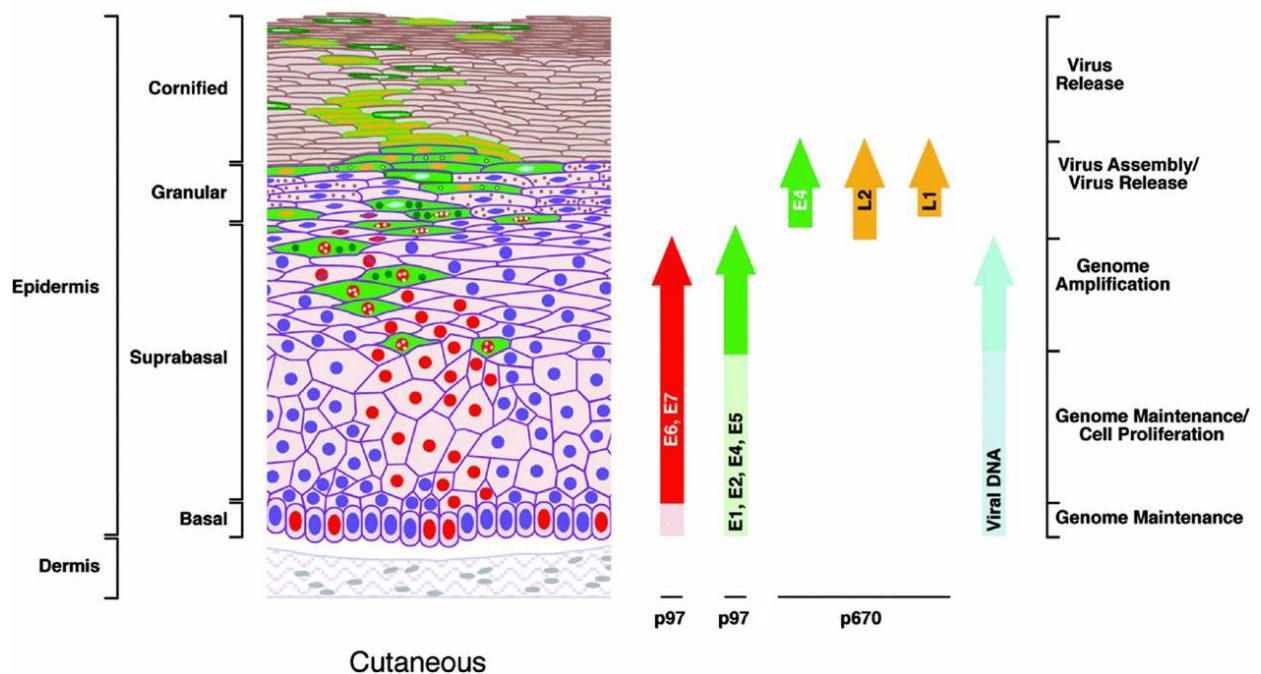 Epidermis
Dermis
Cornified
Granular
Suprabasal
Basal
Cutaneous
E6, E7
E1, E2, E4, E5
E4
L2
L1
Viral DNA
p97
p97
p670
Virus
Release
Virus Assembly/
Virus Release
Genome
Amplification
Genome Maintenance/
Cell Proliferation
Genome Maintenance